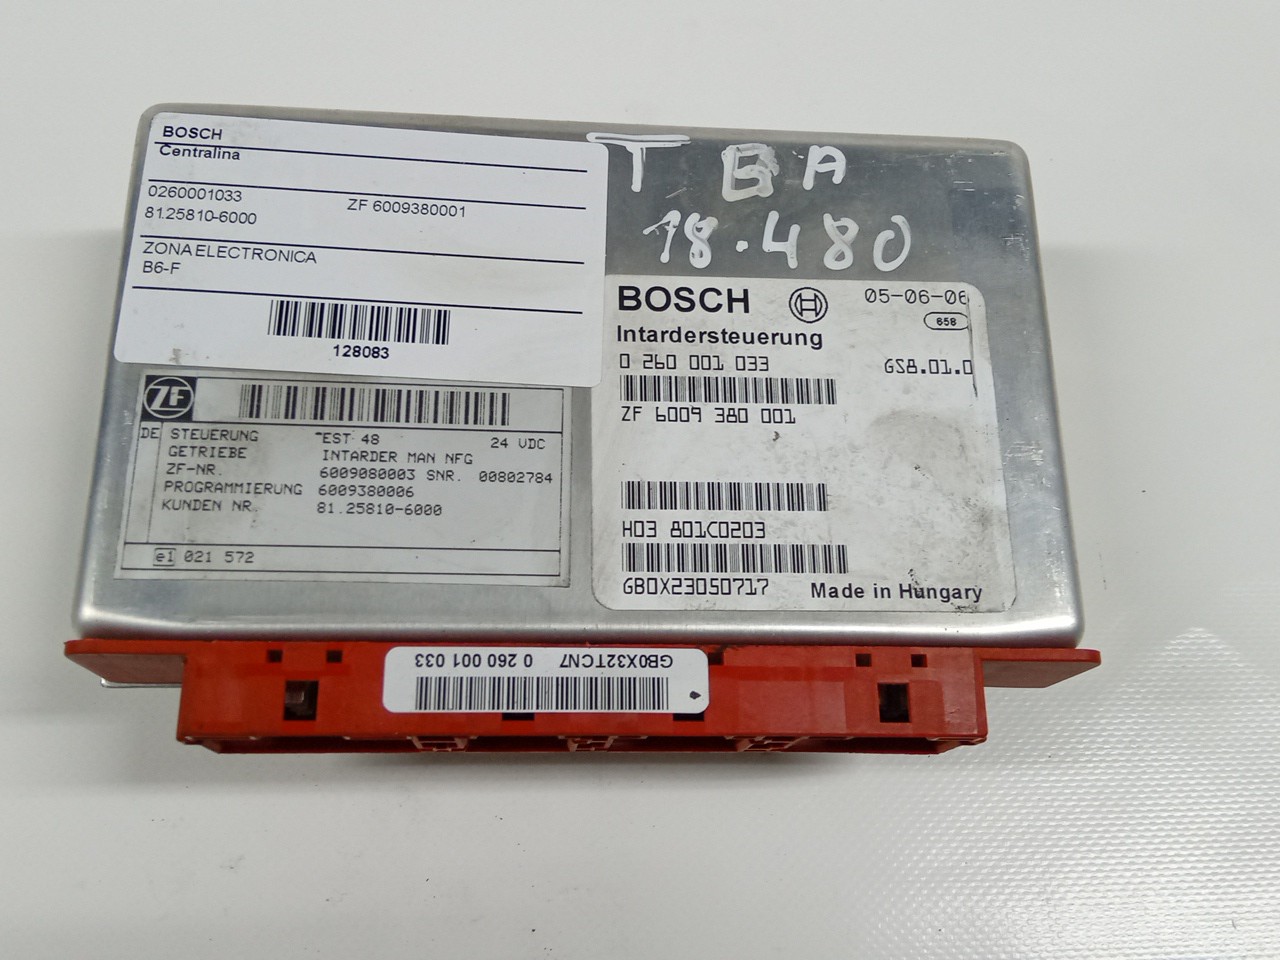 BOSCH
Centralina
0260001033 ZF 6009380001
81.25810-6000
ZONA ELECTRONICA
B6-F
128083
TBA
18.480
BOSCH 05-06-06
658
Intardersteuerung
0 260 001 033 GS8.01.0
ZF 6009 380 001
H03 801C0203
GB0X23050717 Made in Hungary
ZF
DE STEUERUNG EST 48 24 VDC
GETRIEBE INTARDER MAN NFG
ZF-NR. 6009080003 SNR. 00802784
PROGRAMMIERUNG 6009380006
KUNDEN NR. 81.25810-6000
e1 021 572
GB0X32TCN7 0 260 001 033